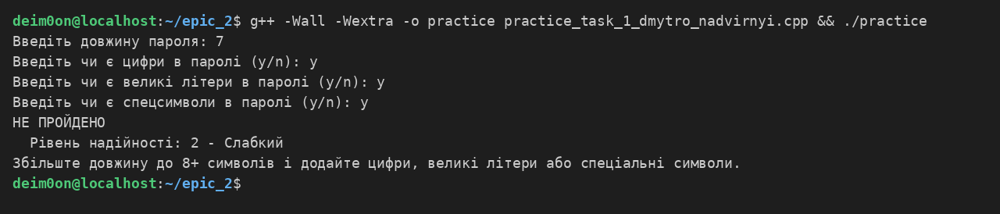 deim0on@localhost:~/epic_2$ g++ -Wall -Wextra -o practice practice_task_1_dmytro_nadvirnyi.cpp && ./practice
Введіть довжину пароля: 7
Введіть чи є цифри в паролі (y/n): y
Введіть чи є великі літери в паролі (y/n): y
Введіть чи є спецсимволи в паролі (y/n): y
НЕ ПРОЙДЕНО
  Рівень надійності: 2 - Слабкий
Збільште довжину до 8+ символів і додайте цифри, великі літери або спеціальні символи.
deim0on@localhost:~/epic_2$